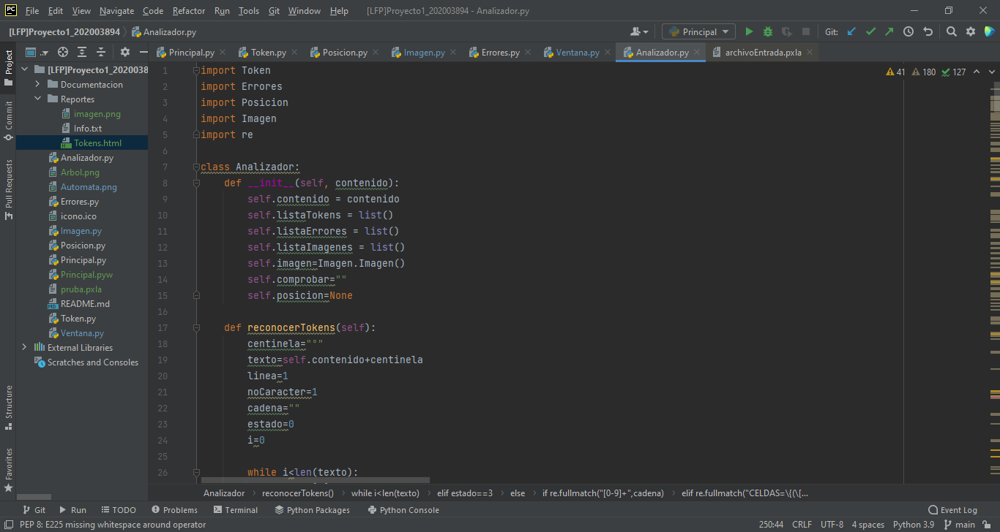 PC File Edit View Navigate Code Refactor Run Tools Git Window Help [LFP]Proyecto1_202003894 - Analizador.py
[LFP]Proyecto1_202003894 Analizador.py Principal Git:
Project
Commit
Pull Requests
Structure
Favorites
[LFP]Proyecto1_2020038
Documentacion
Reportes
imagen.png
Info.txt
Tokens.html
Analizador.py
Arbol.png
Automata.png
Errores.py
icono.ico
Imagen.py
Posicion.py
Principal.py
Principal.pyw
pruba.pxla
README.md
Token.py
Ventana.py
External Libraries
Scratches and Consoles
Principal.py Token.py Posicion.py Imagen.py Errores.py Ventana.py Analizador.py archivoEntrada.pxla
41 180 127
1 import Token
2 import Errores
3 import Posicion
4 import Imagen
5 import re
6
7 class Analizador:
8 def __init__(self, contenido):
9 self.contenido = contenido
10 self.listaTokens = list()
11 self.listaErrores = list()
12 self.listaImagenes = list()
13 self.imagen=Imagen.Imagen()
14 self.comprobar=""
15 self.posicion=None
16
17 def reconocerTokens(self):
18 centinela="°"
19 texto=self.contenido+centinela
20 linea=1
21 noCaracter=1
22 cadena=""
23 estado=0
24 i=0
25
26 while i<len(texto):
Analizador reconocerTokens() while i<len(texto) elif estado==3 else if re.fullmatch("[0-9]+",cadena) elif re.fullmatch("CELDAS=\{(\[...
Git Run TODO Problems Terminal Python Packages Python Console Event Log
PEP 8: E225 missing whitespace around operator 250:44 CRLF UTF-8 4 spaces Python 3.9 main